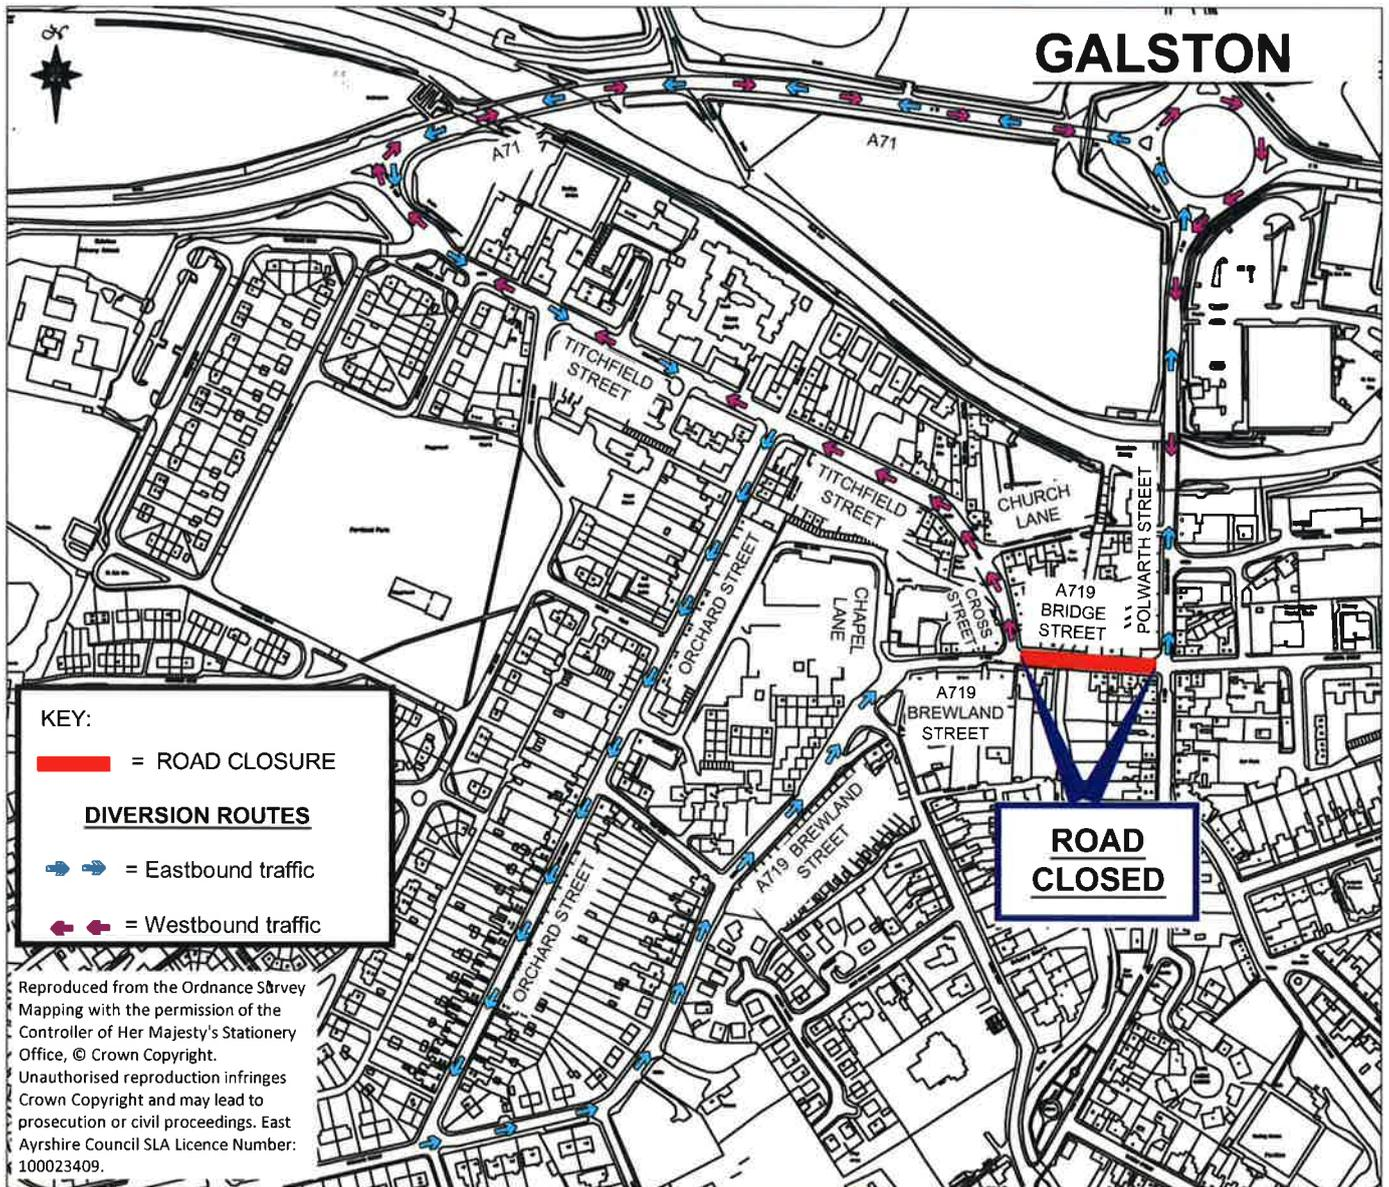 GALSTON
A71
A71
TITCHFIELD
STREET
TITCHFIELD
STREET
CHURCH
LANE
POLWARTH STREET
ORCHARD STREET
CHAPEL
LANE
CROSS
STREET
A719
BRIDGE
STREET
A719
BREWLAND
STREET
Portland Park
KEY:
= ROAD CLOSURE
DIVERSION ROUTES
= Eastbound traffic
= Westbound traffic
A719 BREWLAND
STREET
ORCHARD STREET
ROAD
CLOSED
Reproduced from the Ordnance Survey
Mapping with the permission of the
Controller of Her Majesty's Stationery
Office, © Crown Copyright.
Unauthorised reproduction infringes
Crown Copyright and may lead to
prosecution or civil proceedings. East
Ayrshire Council SLA Licence Number:
100023409.